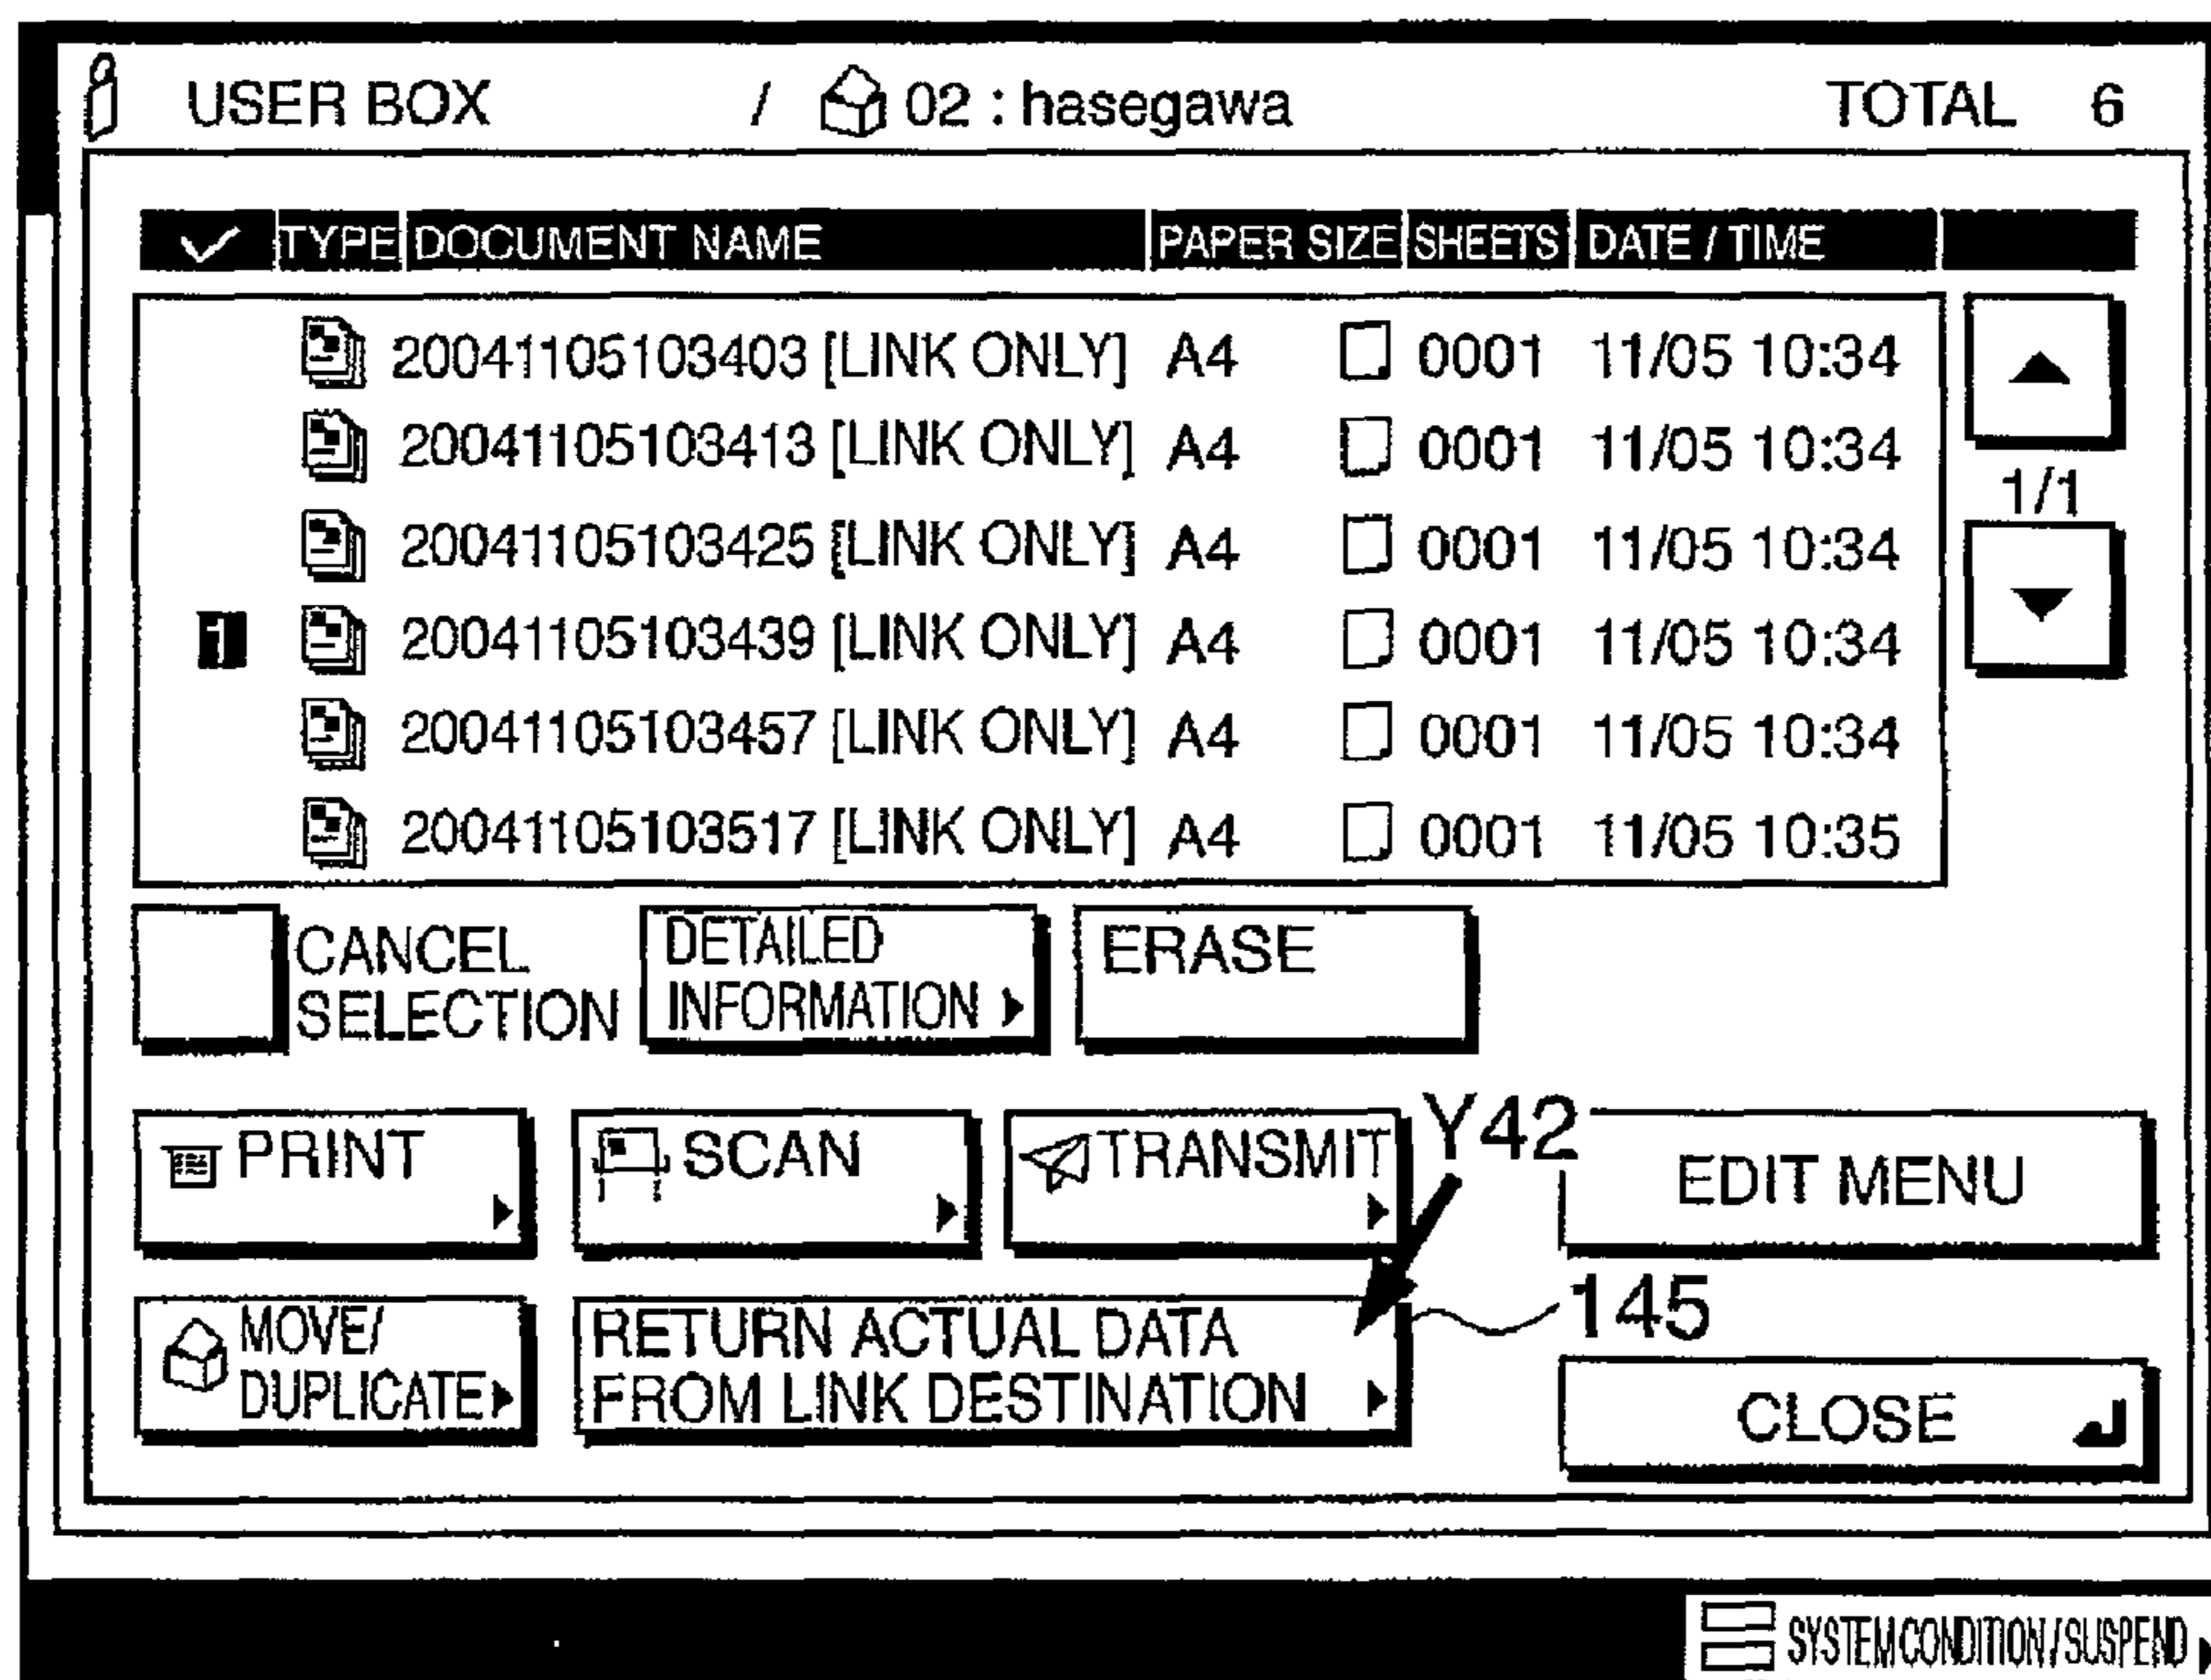 USER BOX / 02 : hasegawa TOTAL 6
TYPE DOCUMENT NAME PAPER SIZE SHEETS DATE / TIME
20041105103403 [LINK ONLY] A4 0001 11/05 10:34
20041105103413 [LINK ONLY] A4 0001 11/05 10:34
1/1
20041105103425 [LINK ONLY] A4 0001 11/05 10:34
1 20041105103439 [LINK ONLY] A4 0001 11/05 10:34
20041105103457 [LINK ONLY] A4 0001 11/05 10:34
20041105103517 [LINK ONLY] A4 0001 11/05 10:35
CANCEL
SELECTION
DETAILED
INFORMATION
ERASE
PRINT SCAN TRANSMIT Y42 EDIT MENU
MOVE/
DUPLICATE
RETURN ACTUAL DATA
FROM LINK DESTINATION
145
CLOSE
SYSTEM CONDITION / SUSPEND